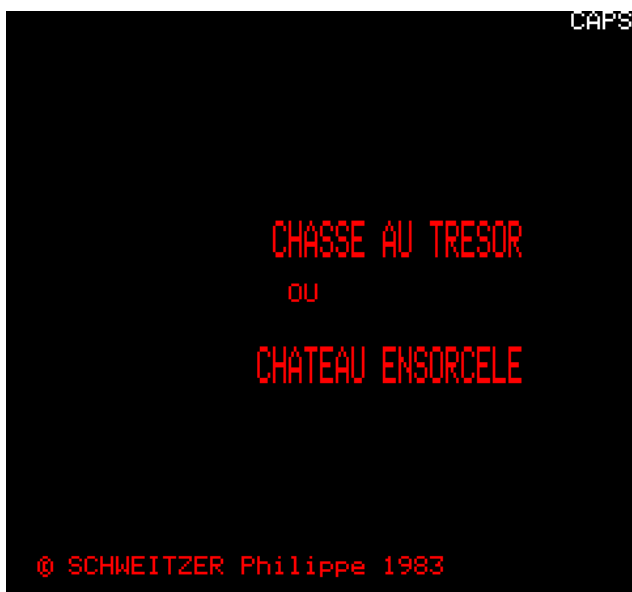 CAPS
CHASSE AU TRESOR
OU
CHATEAU ENSORCELE
© SCHWEITZER Philippe 1983